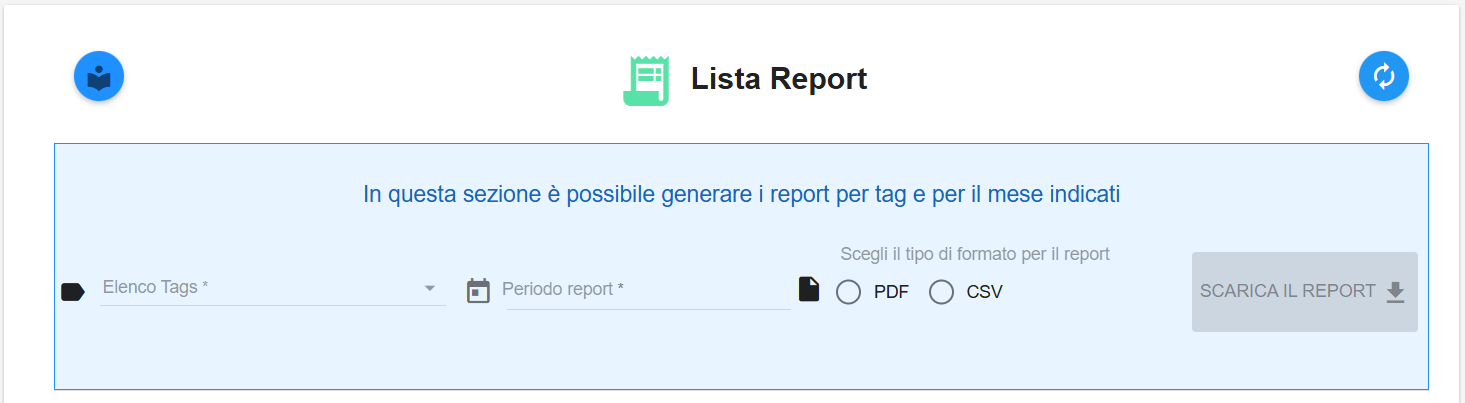 Lista Report
In questa sezione è possibile generare i report per tag e per il mese indicati
Scegli il tipo di formato per il report
Elenco Tags *
Periodo report *
PDF
CSV
SCARICA IL REPORT